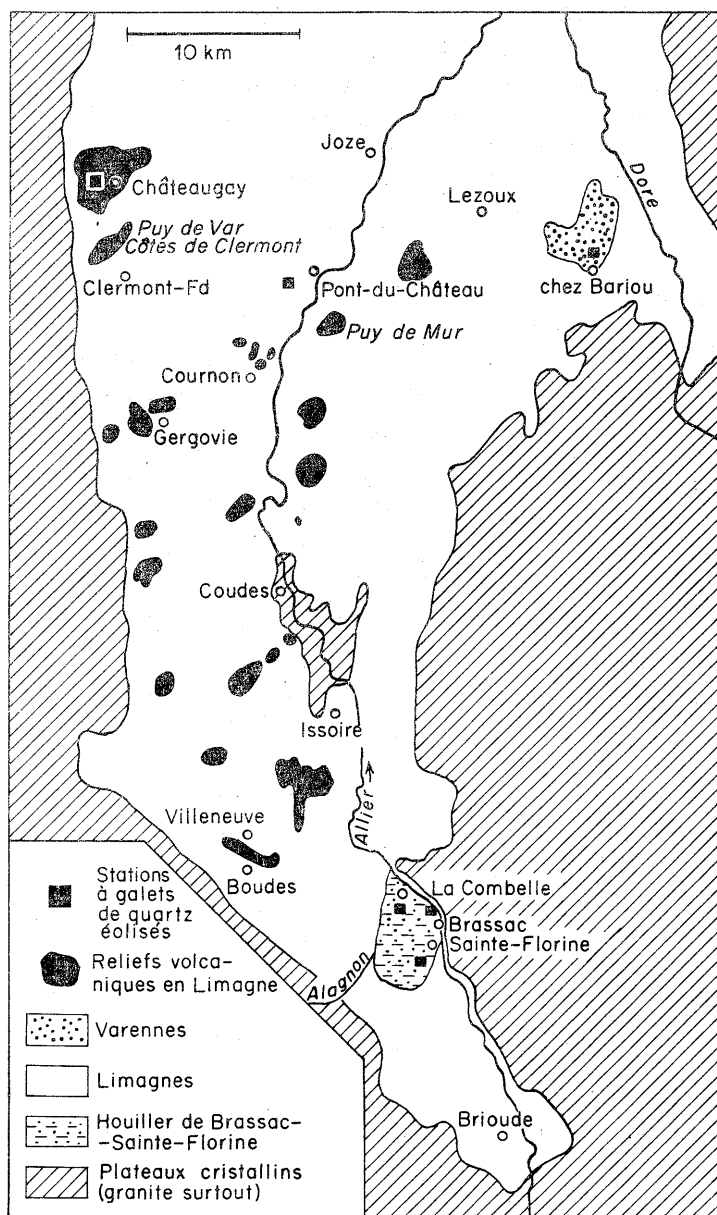 10 km
Joze
Dore
Châteaugay
Lezoux
Puy de Var
Côtes de Clermont
Clermont-Fd
Pont-du-Château
chez Bariou
Puy de Mur
Cournon
Gergovie
Coudes
Issoire
Allier
Villeneuve
Boudes
La Combelle
Brassac
Sainte-Florine
Alagnon
Brioude
Stations
à galets
de quartz
éolisés
Reliefs volca-
niques en Limagne
Varennes
Limagnes
Houiller de Brassac-
-Sainte-Florine
Plateaux cristallins
(granite surtout)